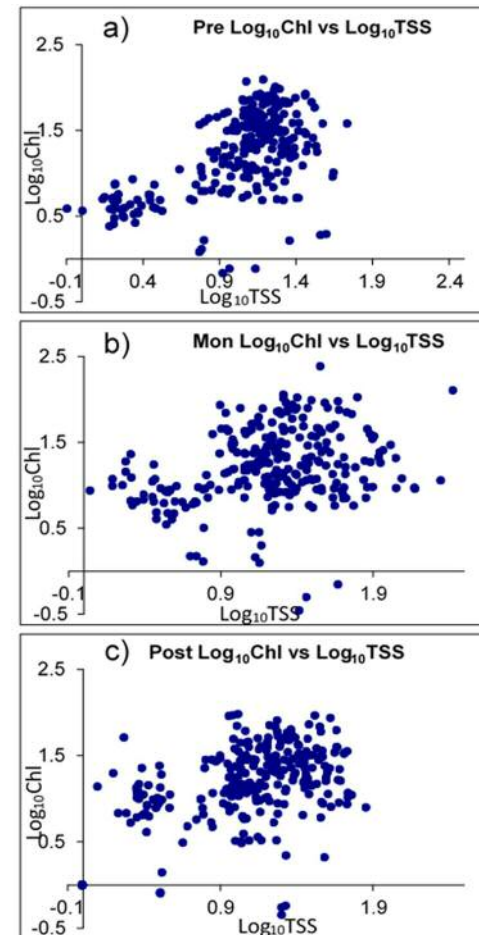 a) Pre Log₁₀Chl vs Log₁₀TSS
2.5
1.5
0.5
-0.5
Log₁₀Chl
-0.1 0.4 0.9 1.4 1.9 2.4
Log₁₀TSS
b) Mon Log₁₀Chl vs Log₁₀TSS
2.5
1.5
0.5
-0.5
Log₁₀Chl
-0.1 0.9 1.9
Log₁₀TSS
c) Post Log₁₀Chl vs Log₁₀TSS
2.5
1.5
0.5
-0.5
Log₁₀Chl
-0.1 0.9 1.9
Log₁₀TSS